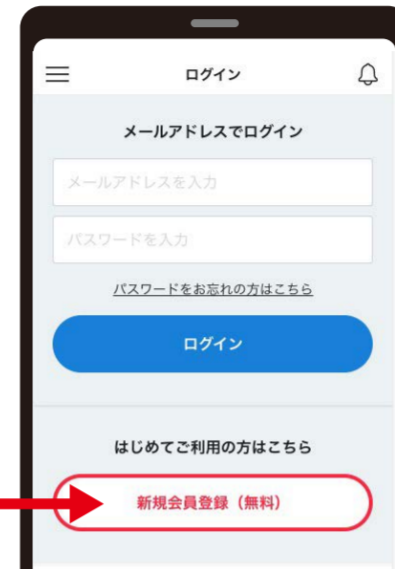 ログイン
メールアドレスでログイン
メールアドレスを入力
パスワードを入力
パスワードをお忘れの方はこちら
ログイン
はじめてご利用の方はこちら
新規会員登録（無料）